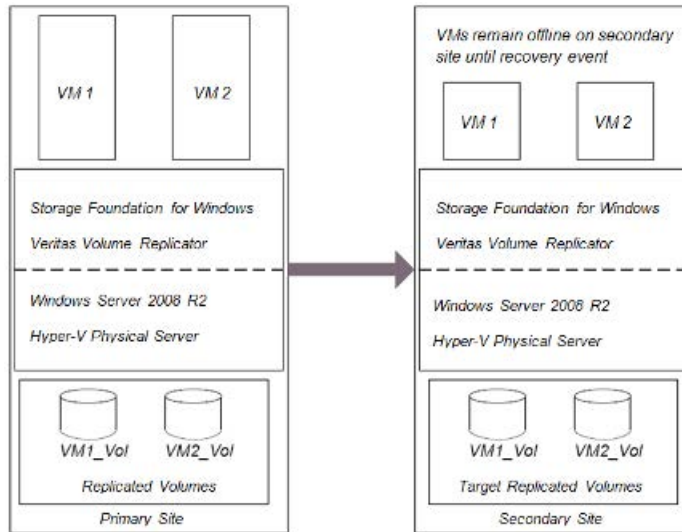 VM 1
VM 2
Storage Foundation for Windows
Veritas Volume Replicator
Windows Server 2008 R2
Hyper-V Physical Server
VM1_Vol
VM2_Vol
Replicated Volumes
Primary Site
VMs remain offline on secondary
site until recovery event
VM 1
VM 2
Storage Foundation for Windows
Veritas Volume Replicator
Windows Server 2008 R2
Hyper-V Physical Server
VM1_Vol
VM2_Vol
Target Replicated Volumes
Secondary Site